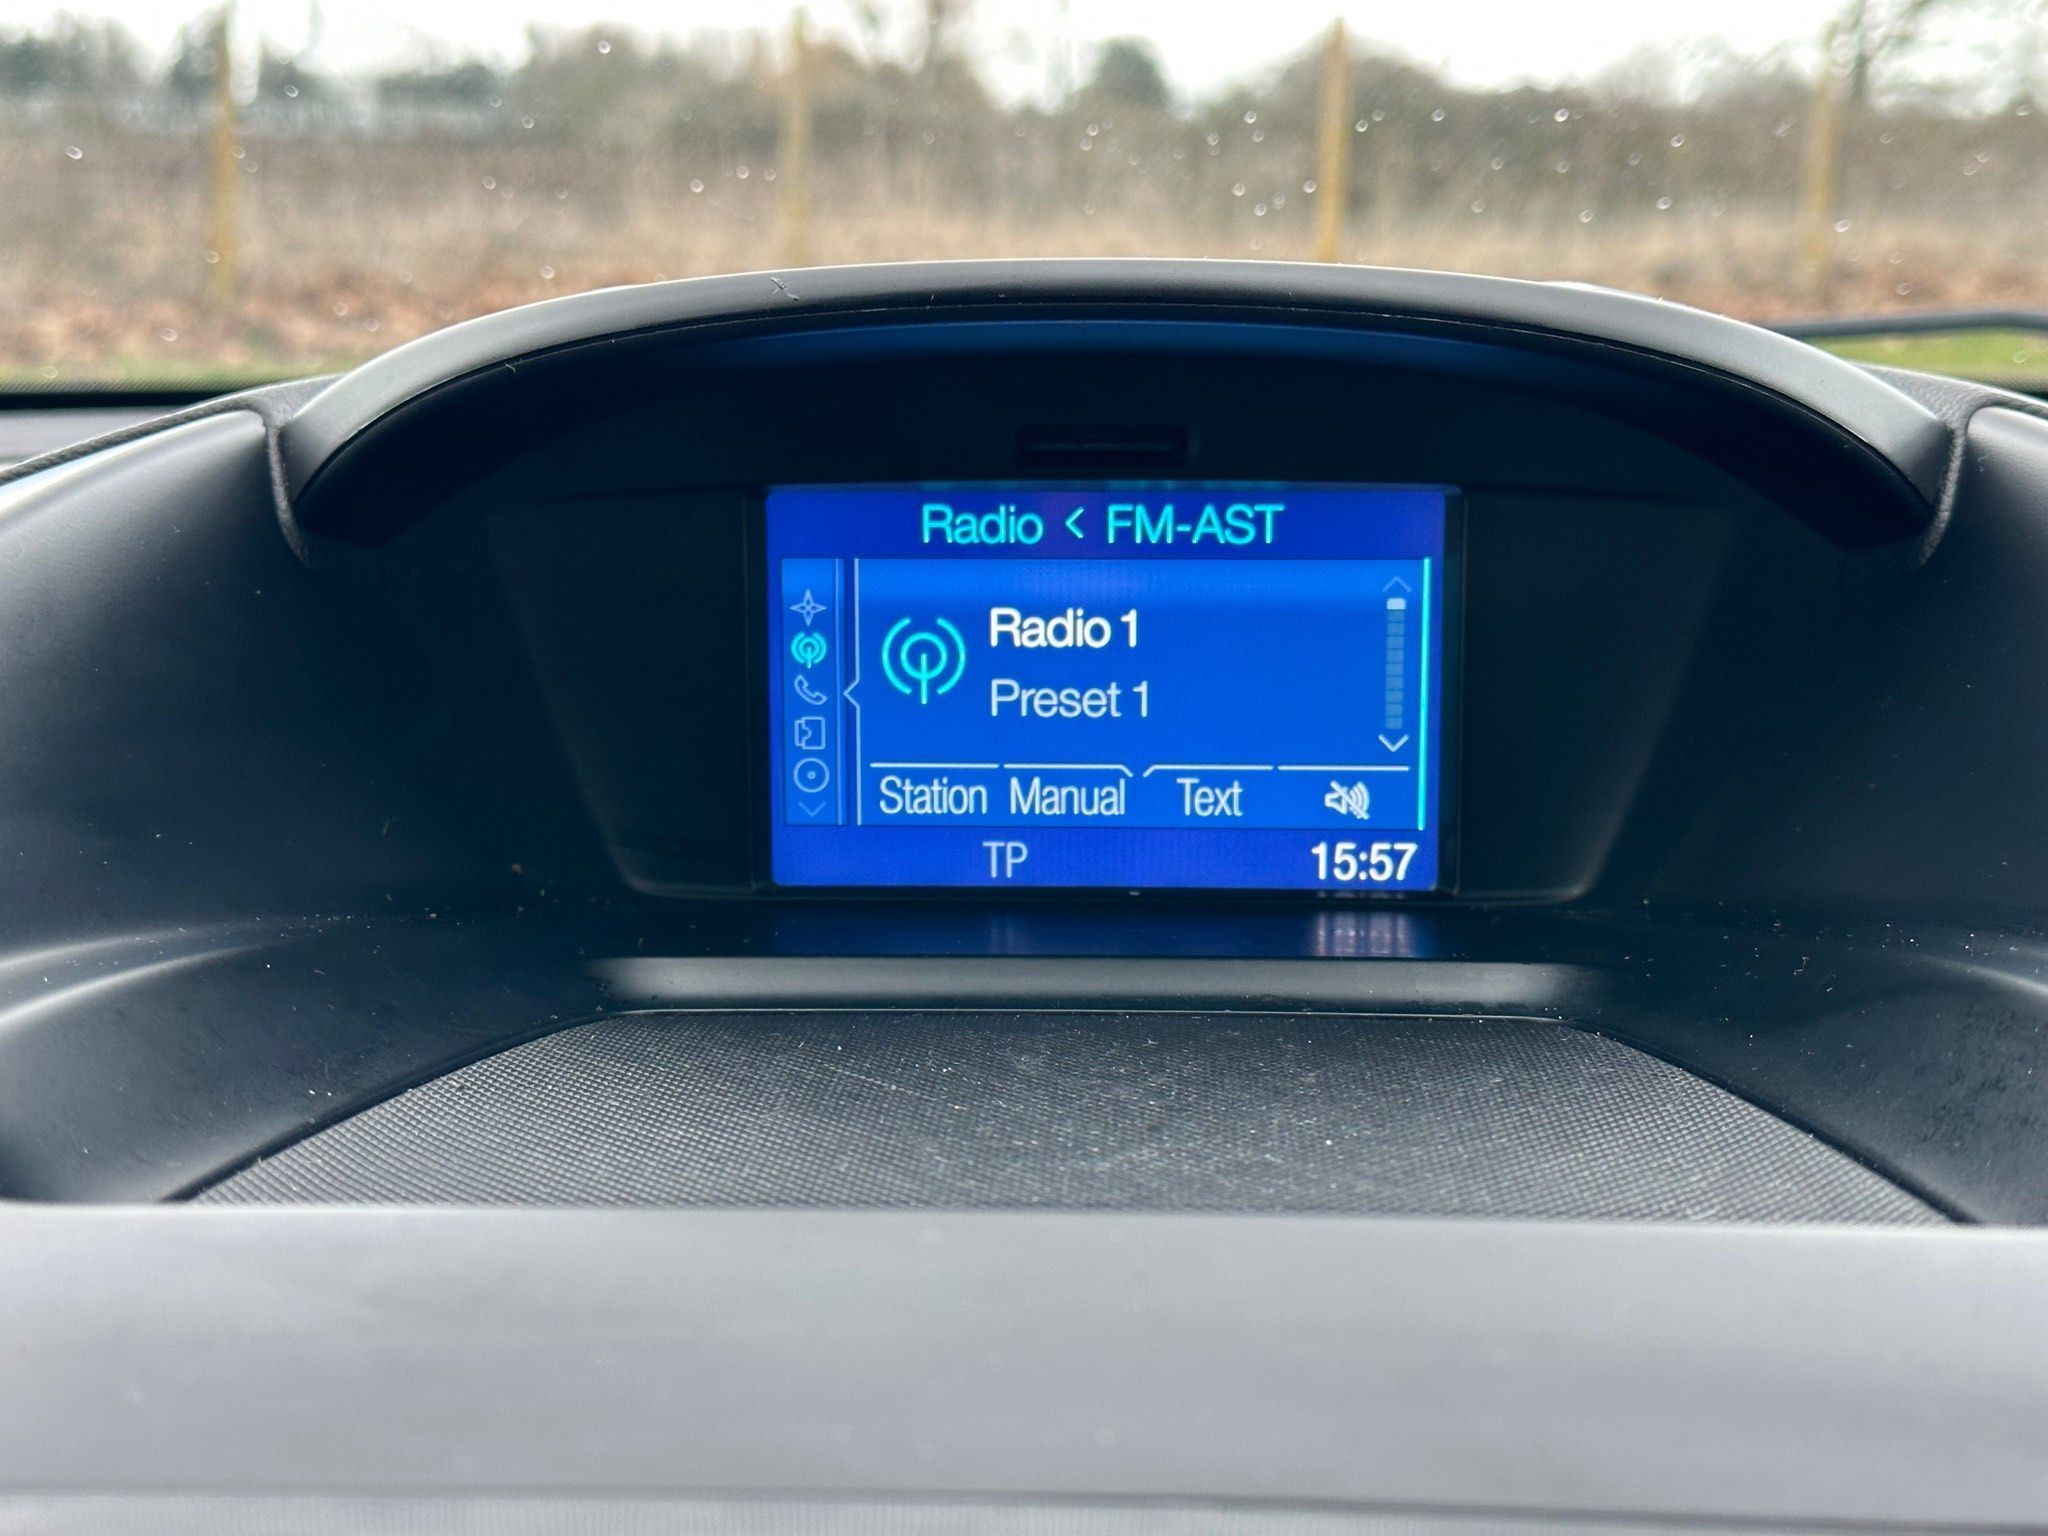 Radio < FM-AST
Radio 1
Preset 1
Station Manual Text
TP 15:57